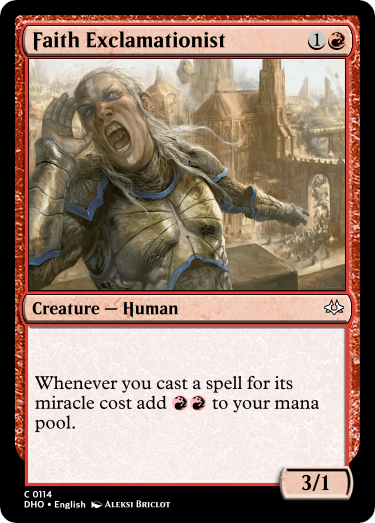 Faith Exclamationist 1
Creature — Human
Whenever you cast a spell for its
miracle cost add to your mana
pool.
3/1
C 0114
DHO • English ALEKSI BRICLOT